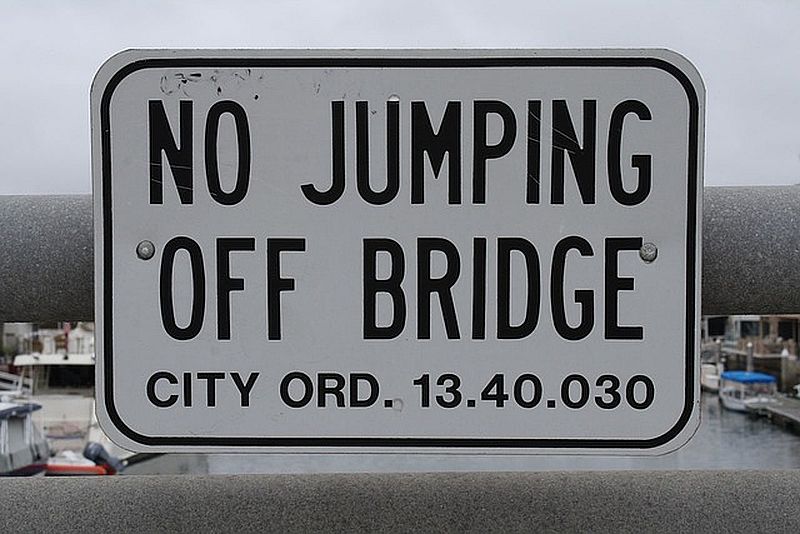 NO JUMPING
OFF BRIDGE
CITY ORD. 13.40.030